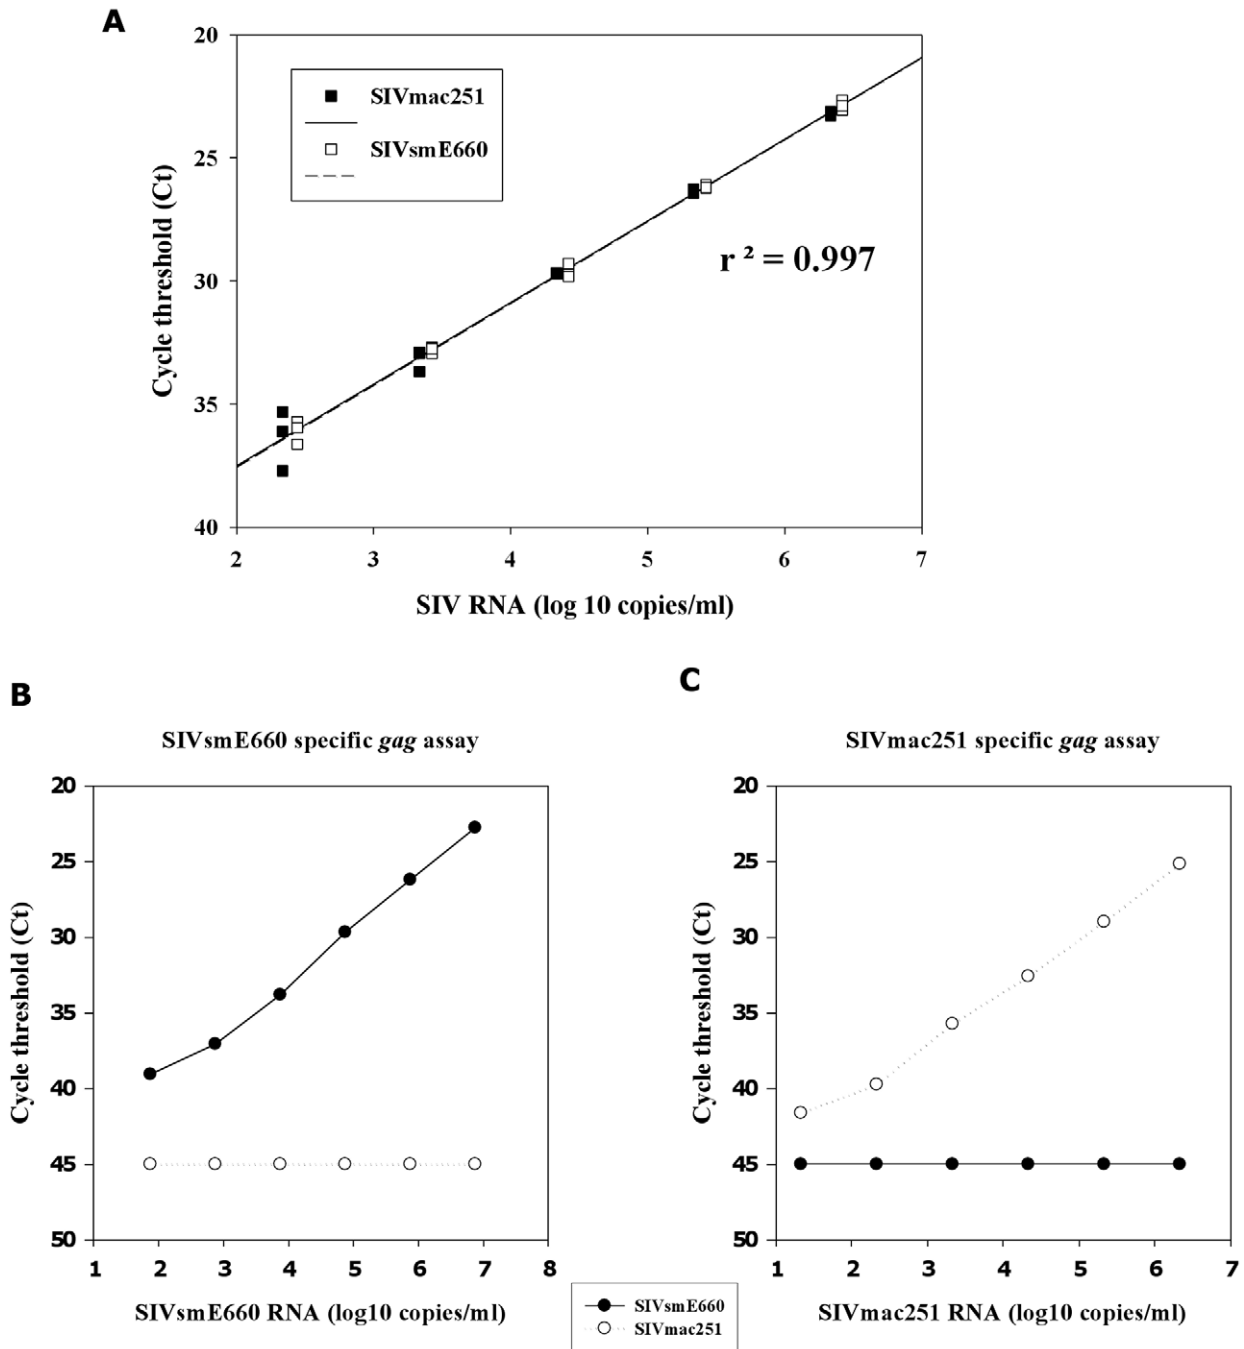 A
20
25
30
35
40
Cycle threshold (Ct)
SIVmac251
SIVsmE660
r ² = 0.997
2 3 4 5 6 7
SIV RNA (log 10 copies/ml)
B
SIVsmE660 specific gag assay
20
25
30
35
40
45
50
Cycle threshold (Ct)
1 2 3 4 5 6 7 8
SIVsmE660 RNA (log10 copies/ml)
C
SIVmac251 specific gag assay
20
25
30
35
40
45
50
Cycle threshold (Ct)
1 2 3 4 5 6 7
SIVmac251 RNA (log10 copies/ml)
SIVsmE660
SIVmac251